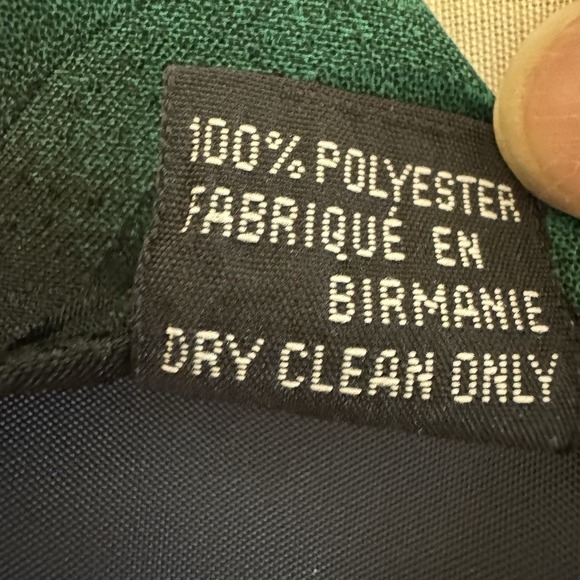 100% POLYESTER
FABRIQUÉ EN
BIRMANIE
DRY CLEAN ONLY